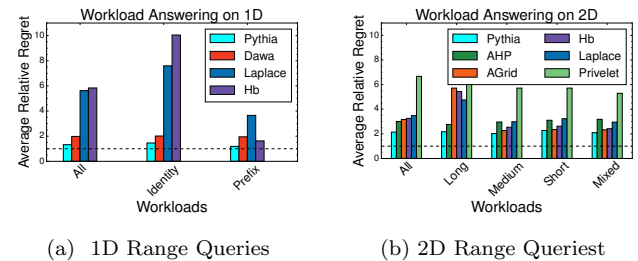 Workload Answering on 1D
Average Relative Regret
10
8
6
4
2
0
Pythia
Dawa
Laplace
Hb
All
Identity
Prefix
Workloads
(a) 1D Range Queries
Workload Answering on 2D
Average Relative Regret
10
8
6
4
2
0
Pythia
AHP
AGrid
Hb
Laplace
Privelet
All
Long
Medium
Short
Mixed
Workloads
(b) 2D Range Queriest